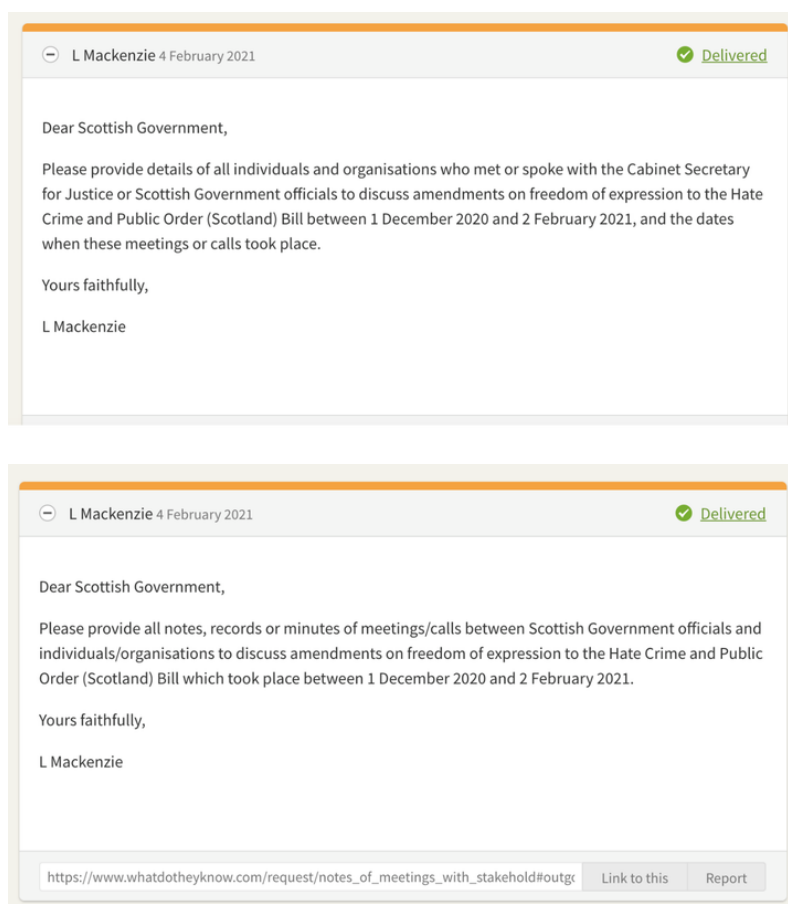 L Mackenzie 4 February 2021 Delivered
Dear Scottish Government,
Please provide details of all individuals and organisations who met or spoke with the Cabinet Secretary
for Justice or Scottish Government officials to discuss amendments on freedom of expression to the Hate
Crime and Public Order (Scotland) Bill between 1 December 2020 and 2 February 2021, and the dates
when these meetings or calls took place.
Yours faithfully,
L Mackenzie
L Mackenzie 4 February 2021 Delivered
Dear Scottish Government,
Please provide all notes, records or minutes of meetings/calls between Scottish Government officials and
individuals/organisations to discuss amendments on freedom of expression to the Hate Crime and Public
Order (Scotland) Bill which took place between 1 December 2020 and 2 February 2021.
Yours faithfully,
L Mackenzie
https://www.whatdotheyknow.com/request/notes_of_meetings_with_stakehold#outgo Link to this Report